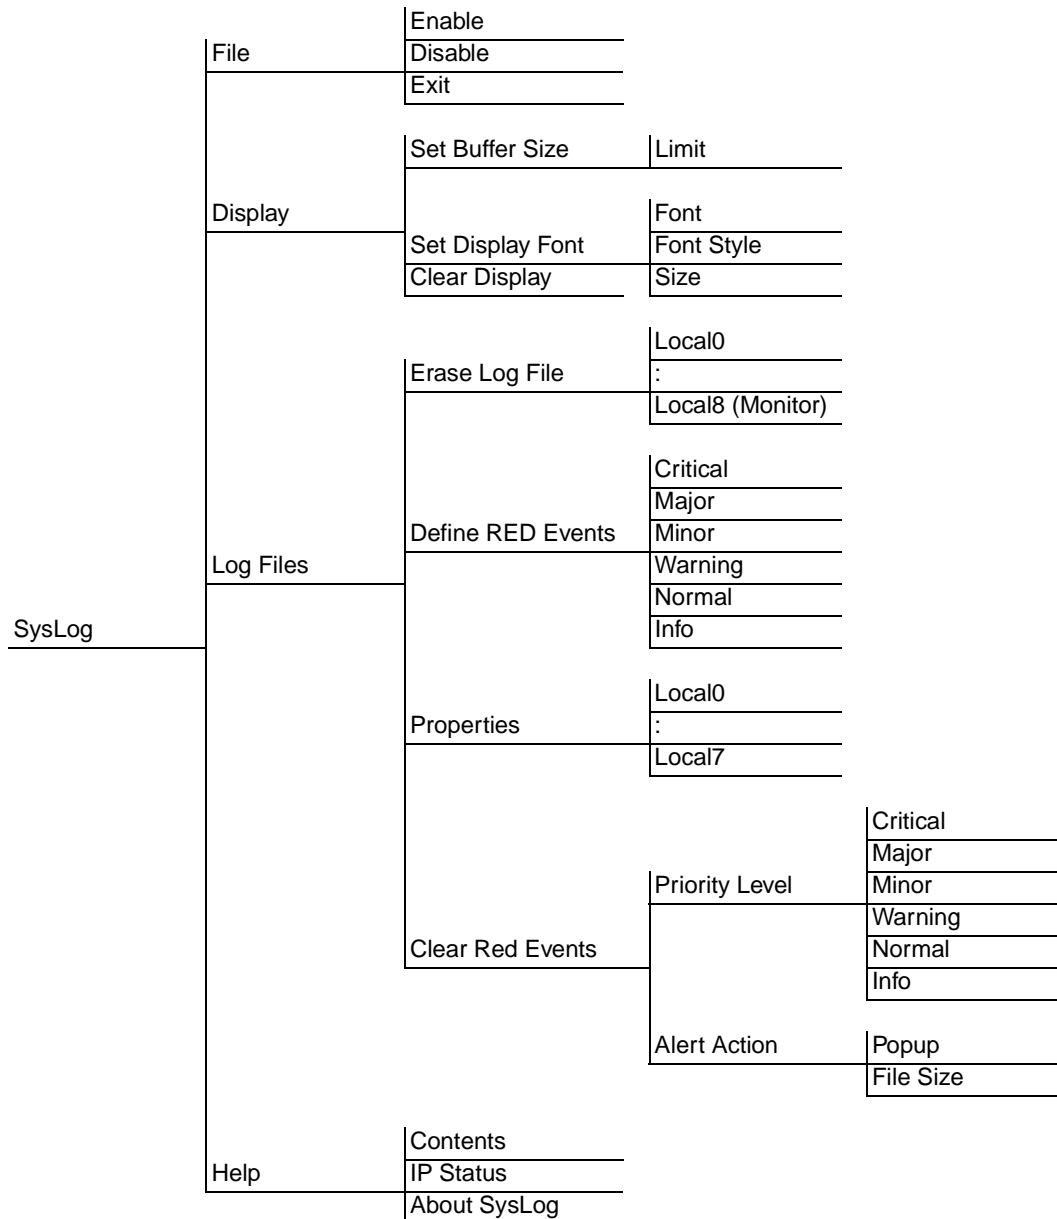 Enable
File
Disable
Exit
Set Buffer Size
Limit
Display
Font
Set Display Font
Font Style
Clear Display
Size
Local0
Erase Log File
:
Local8 (Monitor)
Critical
Major
Define RED Events
Minor
Log Files
Warning
Normal
SysLog
Info
Local0
Properties
:
Local7
Critical
Major
Priority Level
Minor
Warning
Clear Red Events
Normal
Info
Alert Action
Popup
File Size
Contents
Help
IP Status
About SysLog